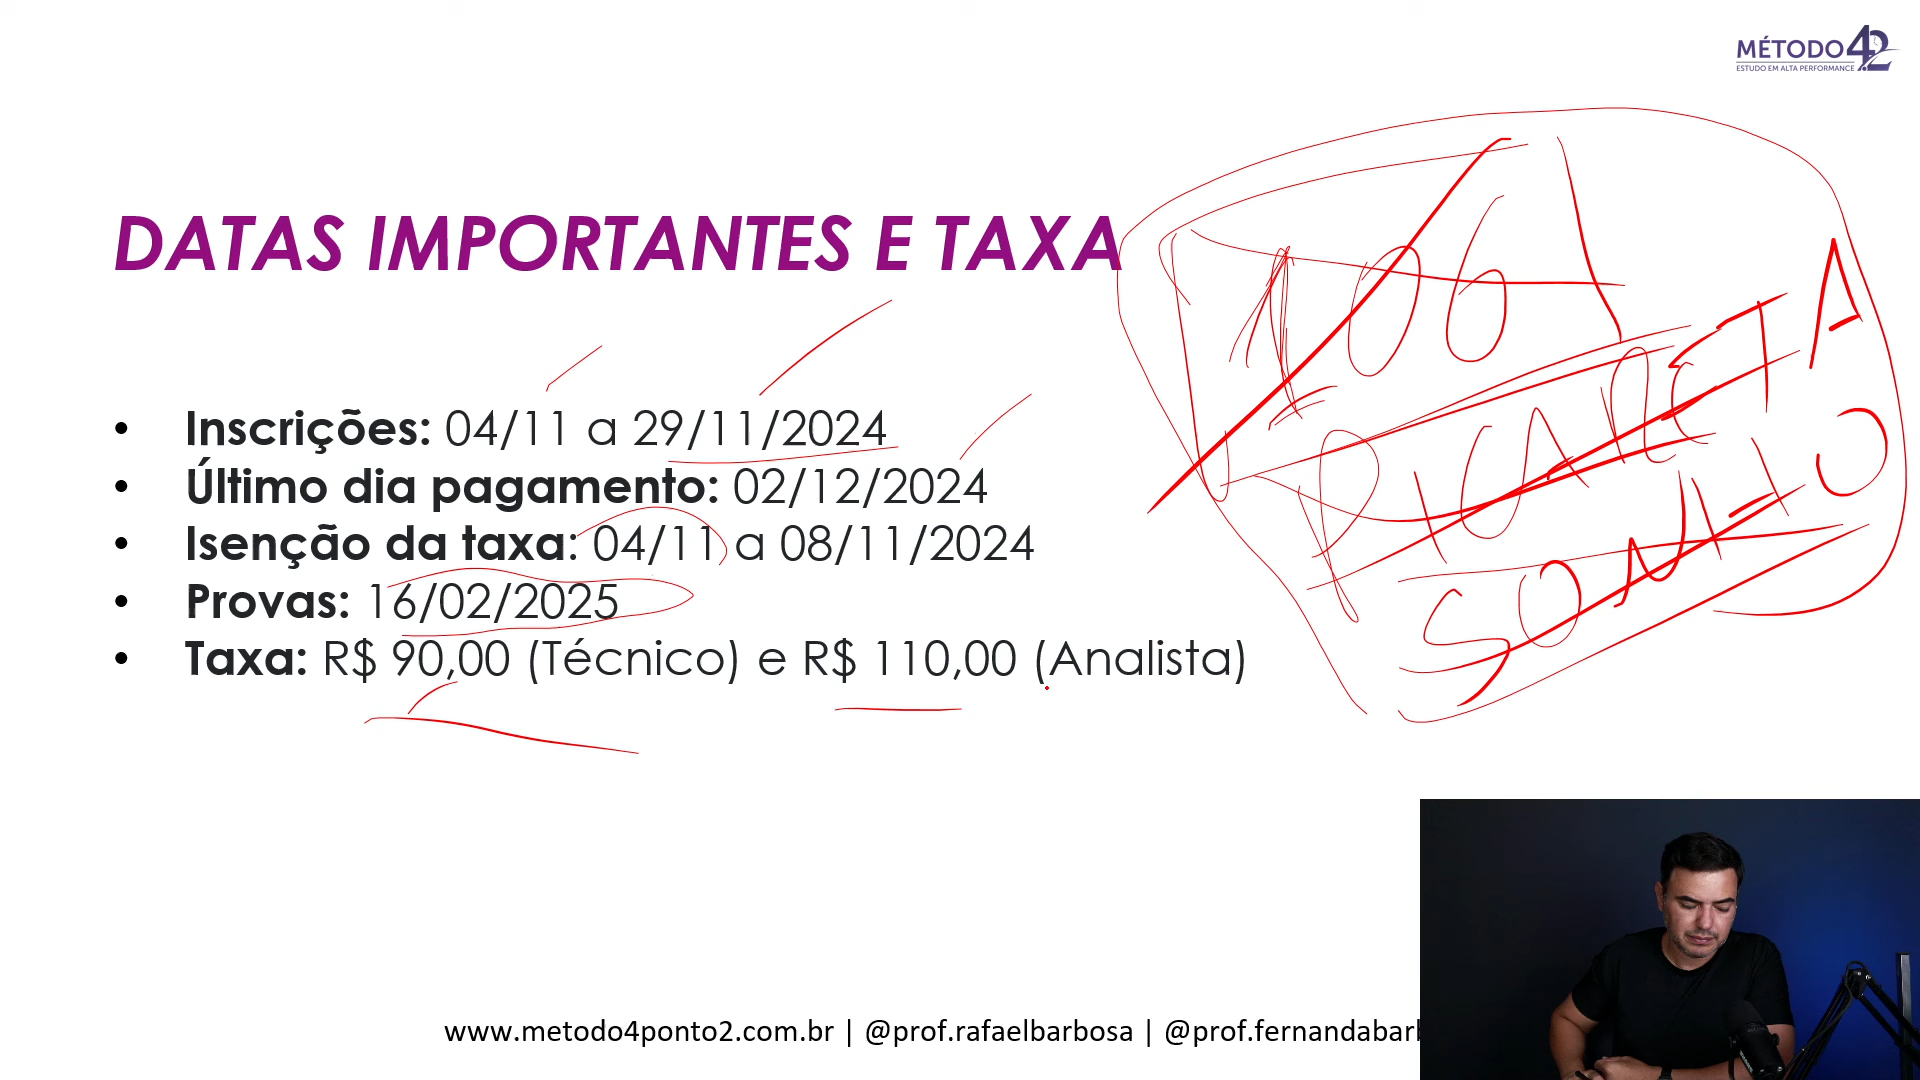 MÉTODO 4.2
ESTUDO EM ALTA PERFORMANCE
DATAS IMPORTANTES E TAXA
• Inscrições: 04/11 a 29/11/2024
• Último dia pagamento: 02/12/2024
• Isenção da taxa: 04/11 a 08/11/2024
• Provas: 16/02/2025
• Taxa: R$ 90,00 (Técnico) e R$ 110,00 (Analista)
SONHO
www.metodo4ponto2.com.br | @prof.rafaelbarbosa | @prof.fernandabarb